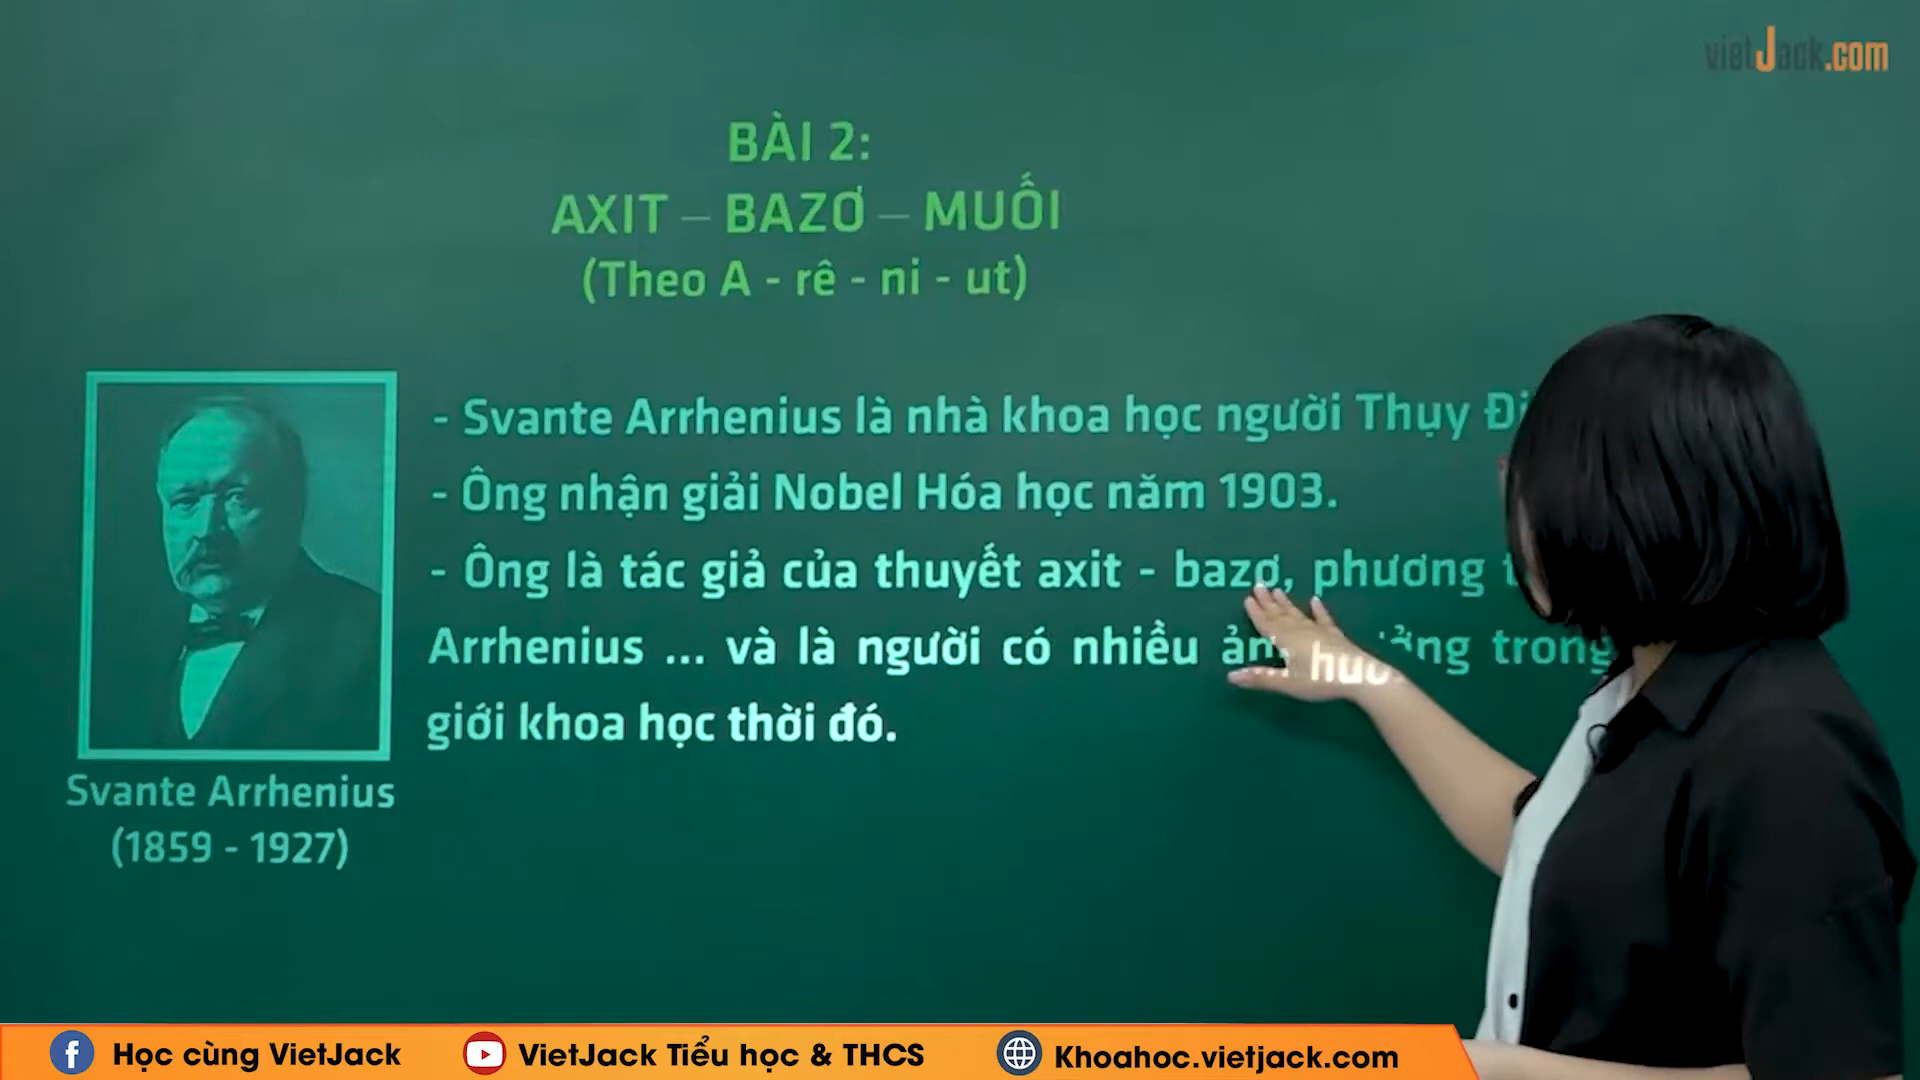 vietJack.com
BÀI 2:
AXIT – BAZƠ – MUỐI
(Theo A - rê - ni - ut)
- Svante Arrhenius là nhà khoa học người Thụy
- Ông nhận giải Nobel Hóa học năm 1903.
- Ông là tác giả của thuyết axit - bazơ, phương
Arrhenius ... và là người có nhiều ảnh hưởng trong
giới khoa học thời đó.
Svante Arrhenius
(1859 - 1927)
Học cùng VietJack
VietJack Tiểu học & THCS
Khoahoc.vietjack.com